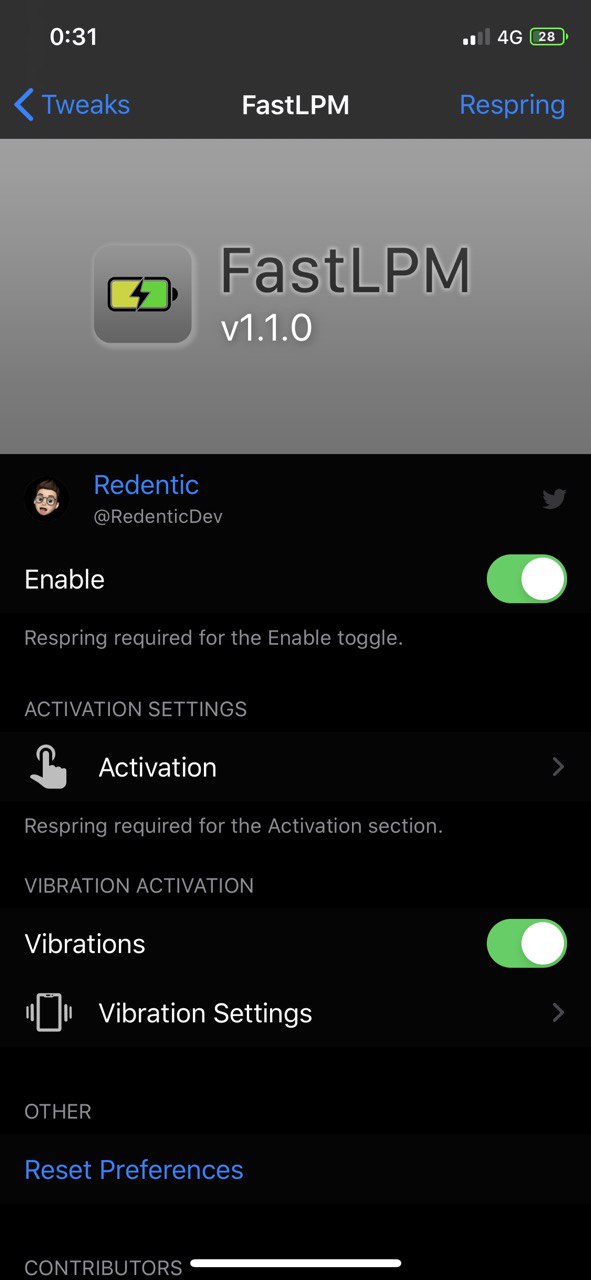 0:31
4G 28
Tweaks FastLPM Respring
FastLPM
v1.1.0
Redentic
@RedenticDev
Enable
Respring required for the Enable toggle.
ACTIVATION SETTINGS
Activation
Respring required for the Activation section.
VIBRATION ACTIVATION
Vibrations
Vibration Settings
OTHER
Reset Preferences
CONTRIBUTORS